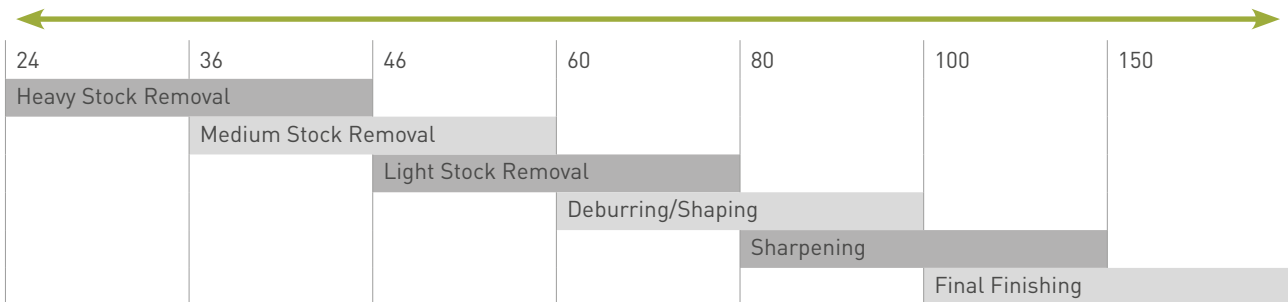 24 36 46 60 80 100 150
Heavy Stock Removal
Medium Stock Removal
Light Stock Removal
Deburring/Shaping
Sharpening
Final Finishing